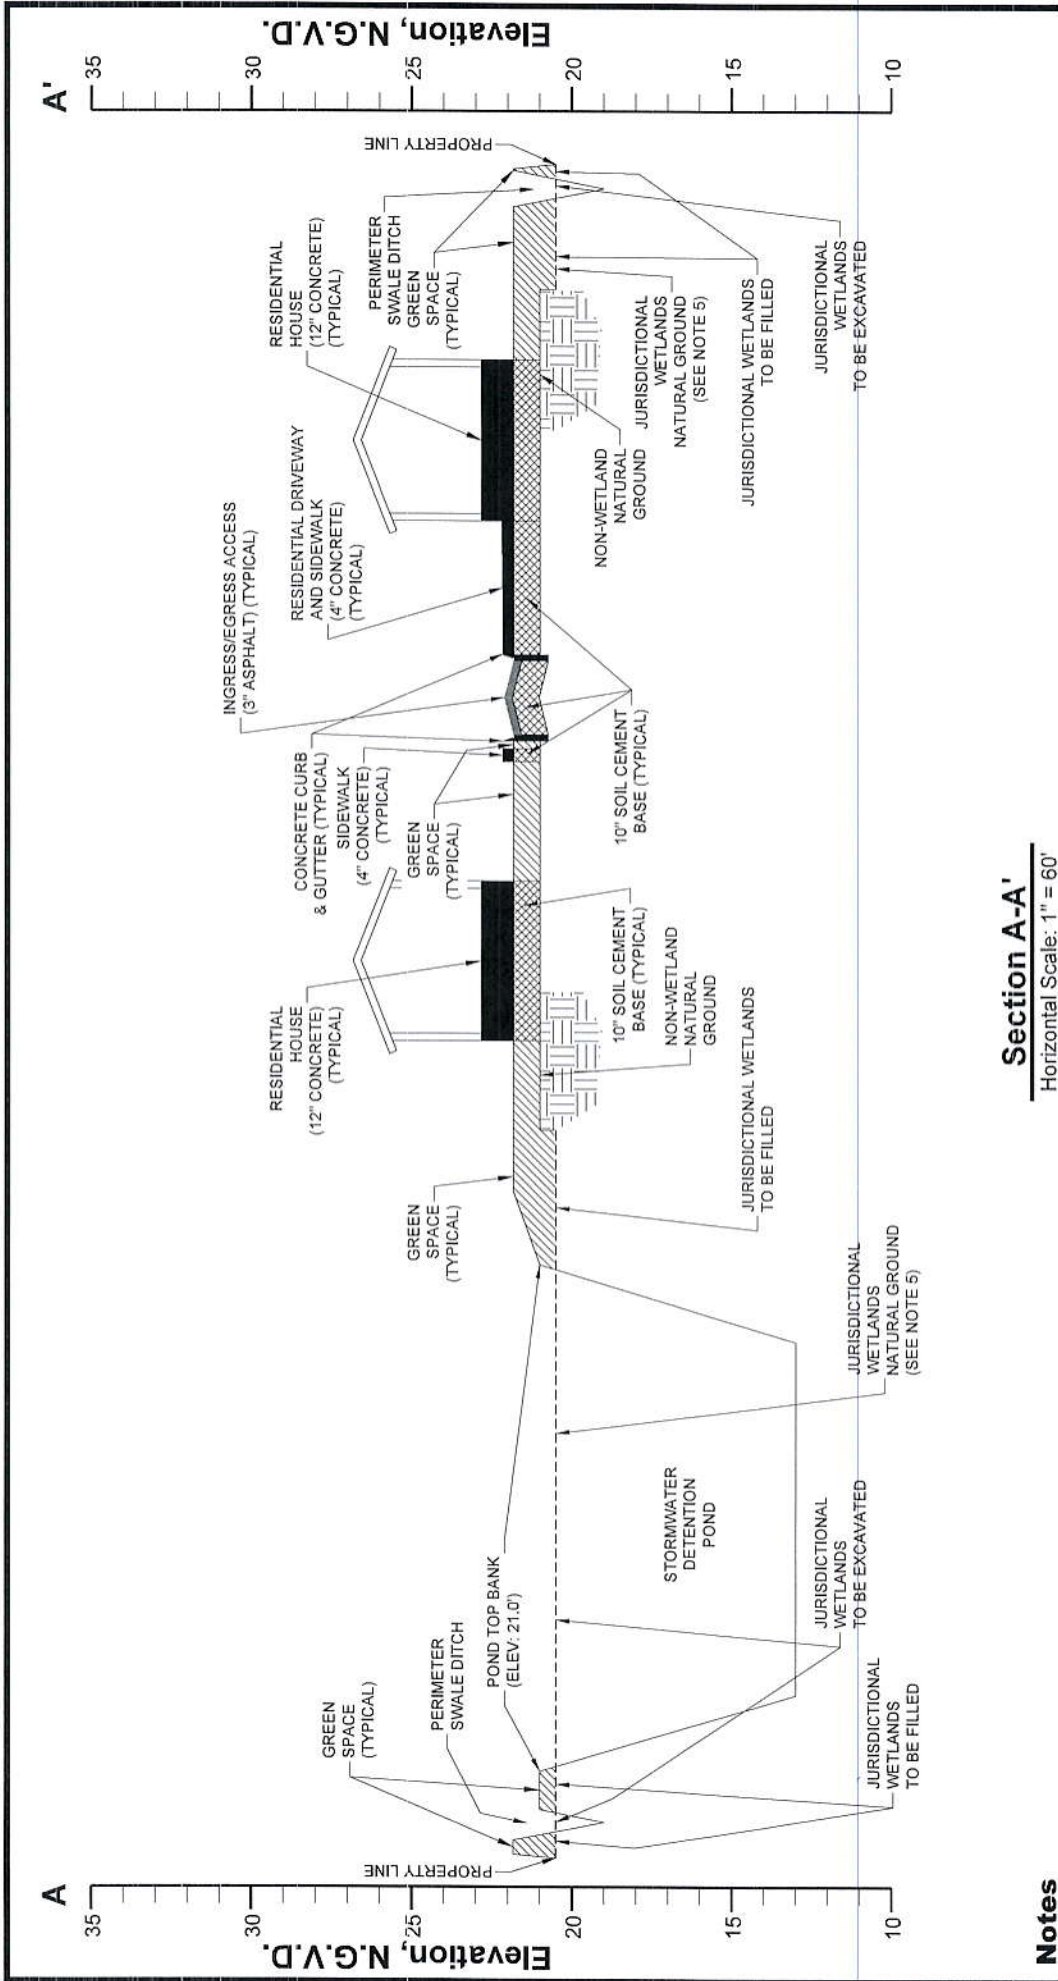 A
A'
Elevation, N.G.V.D.
35
30
25
20
15
10
Elevation, N.G.V.D.
35
30
25
20
15
10
PROPERTY LINE
GREEN
SPACE
(TYPICAL)
PERIMETER
SWALE DITCH
POND TOP BANK
(ELEV: 21.0')
STORMWATER
DETENTION
POND
JURISDICTIONAL
WETLANDS
TO BE FILLED
JURISDICTIONAL
WETLANDS
TO BE EXCAVATED
JURISDICTIONAL
WETLANDS
NATURAL GROUND
(SEE NOTE 5)
GREEN
SPACE
(TYPICAL)
JURISDICTIONAL WETLANDS
TO BE FILLED
RESIDENTIAL
HOUSE
(12" CONCRETE)
(TYPICAL)
10" SOIL CEMENT
BASE (TYPICAL)
NON-WETLAND
NATURAL
GROUND
CONCRETE CURB
& GUTTER (TYPICAL)
SIDEWALK
(4" CONCRETE)
(TYPICAL)
GREEN
SPACE
(TYPICAL)
INGRESS/EGRESS ACCESS
(3" ASPHALT) (TYPICAL)
10" SOIL CEMENT
BASE (TYPICAL)
RESIDENTIAL DRIVEWAY
AND SIDEWALK
(4" CONCRETE)
(TYPICAL)
RESIDENTIAL
HOUSE
(12" CONCRETE)
(TYPICAL)
NON-WETLAND
NATURAL
GROUND
JURISDICTIONAL
WETLANDS
NATURAL GROUND
(SEE NOTE 5)
PERIMETER
SWALE DITCH
GREEN
SPACE
(TYPICAL)
JURISDICTIONAL WETLANDS
TO BE FILLED
JURISDICTIONAL
WETLANDS
TO BE EXCAVATED
PROPERTY LINE
Section A-A'
Horizontal Scale: 1" = 60'
Notes